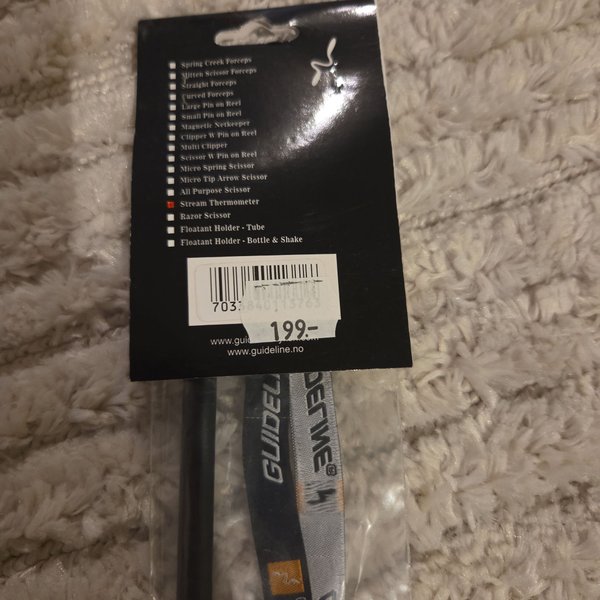 Spring Creek Forceps
Mitten Scissor Forceps
Straight Forceps
Curved Forceps
Large Pin on Reel
Small Pin on Reel
Magnetic Netkeeper
Clipper W Pin on Reel
Multi Clipper
Scissor W Pin on Reel
Micro Spring Scissor
Micro Tip Arrow Scissor
All Purpose Scissor
Stream Thermometer
Razor Scissor
Floatant Holder - Tube
Floatant Holder - Bottle & Shake
199.-
www.guideline.no
GUIDELINE